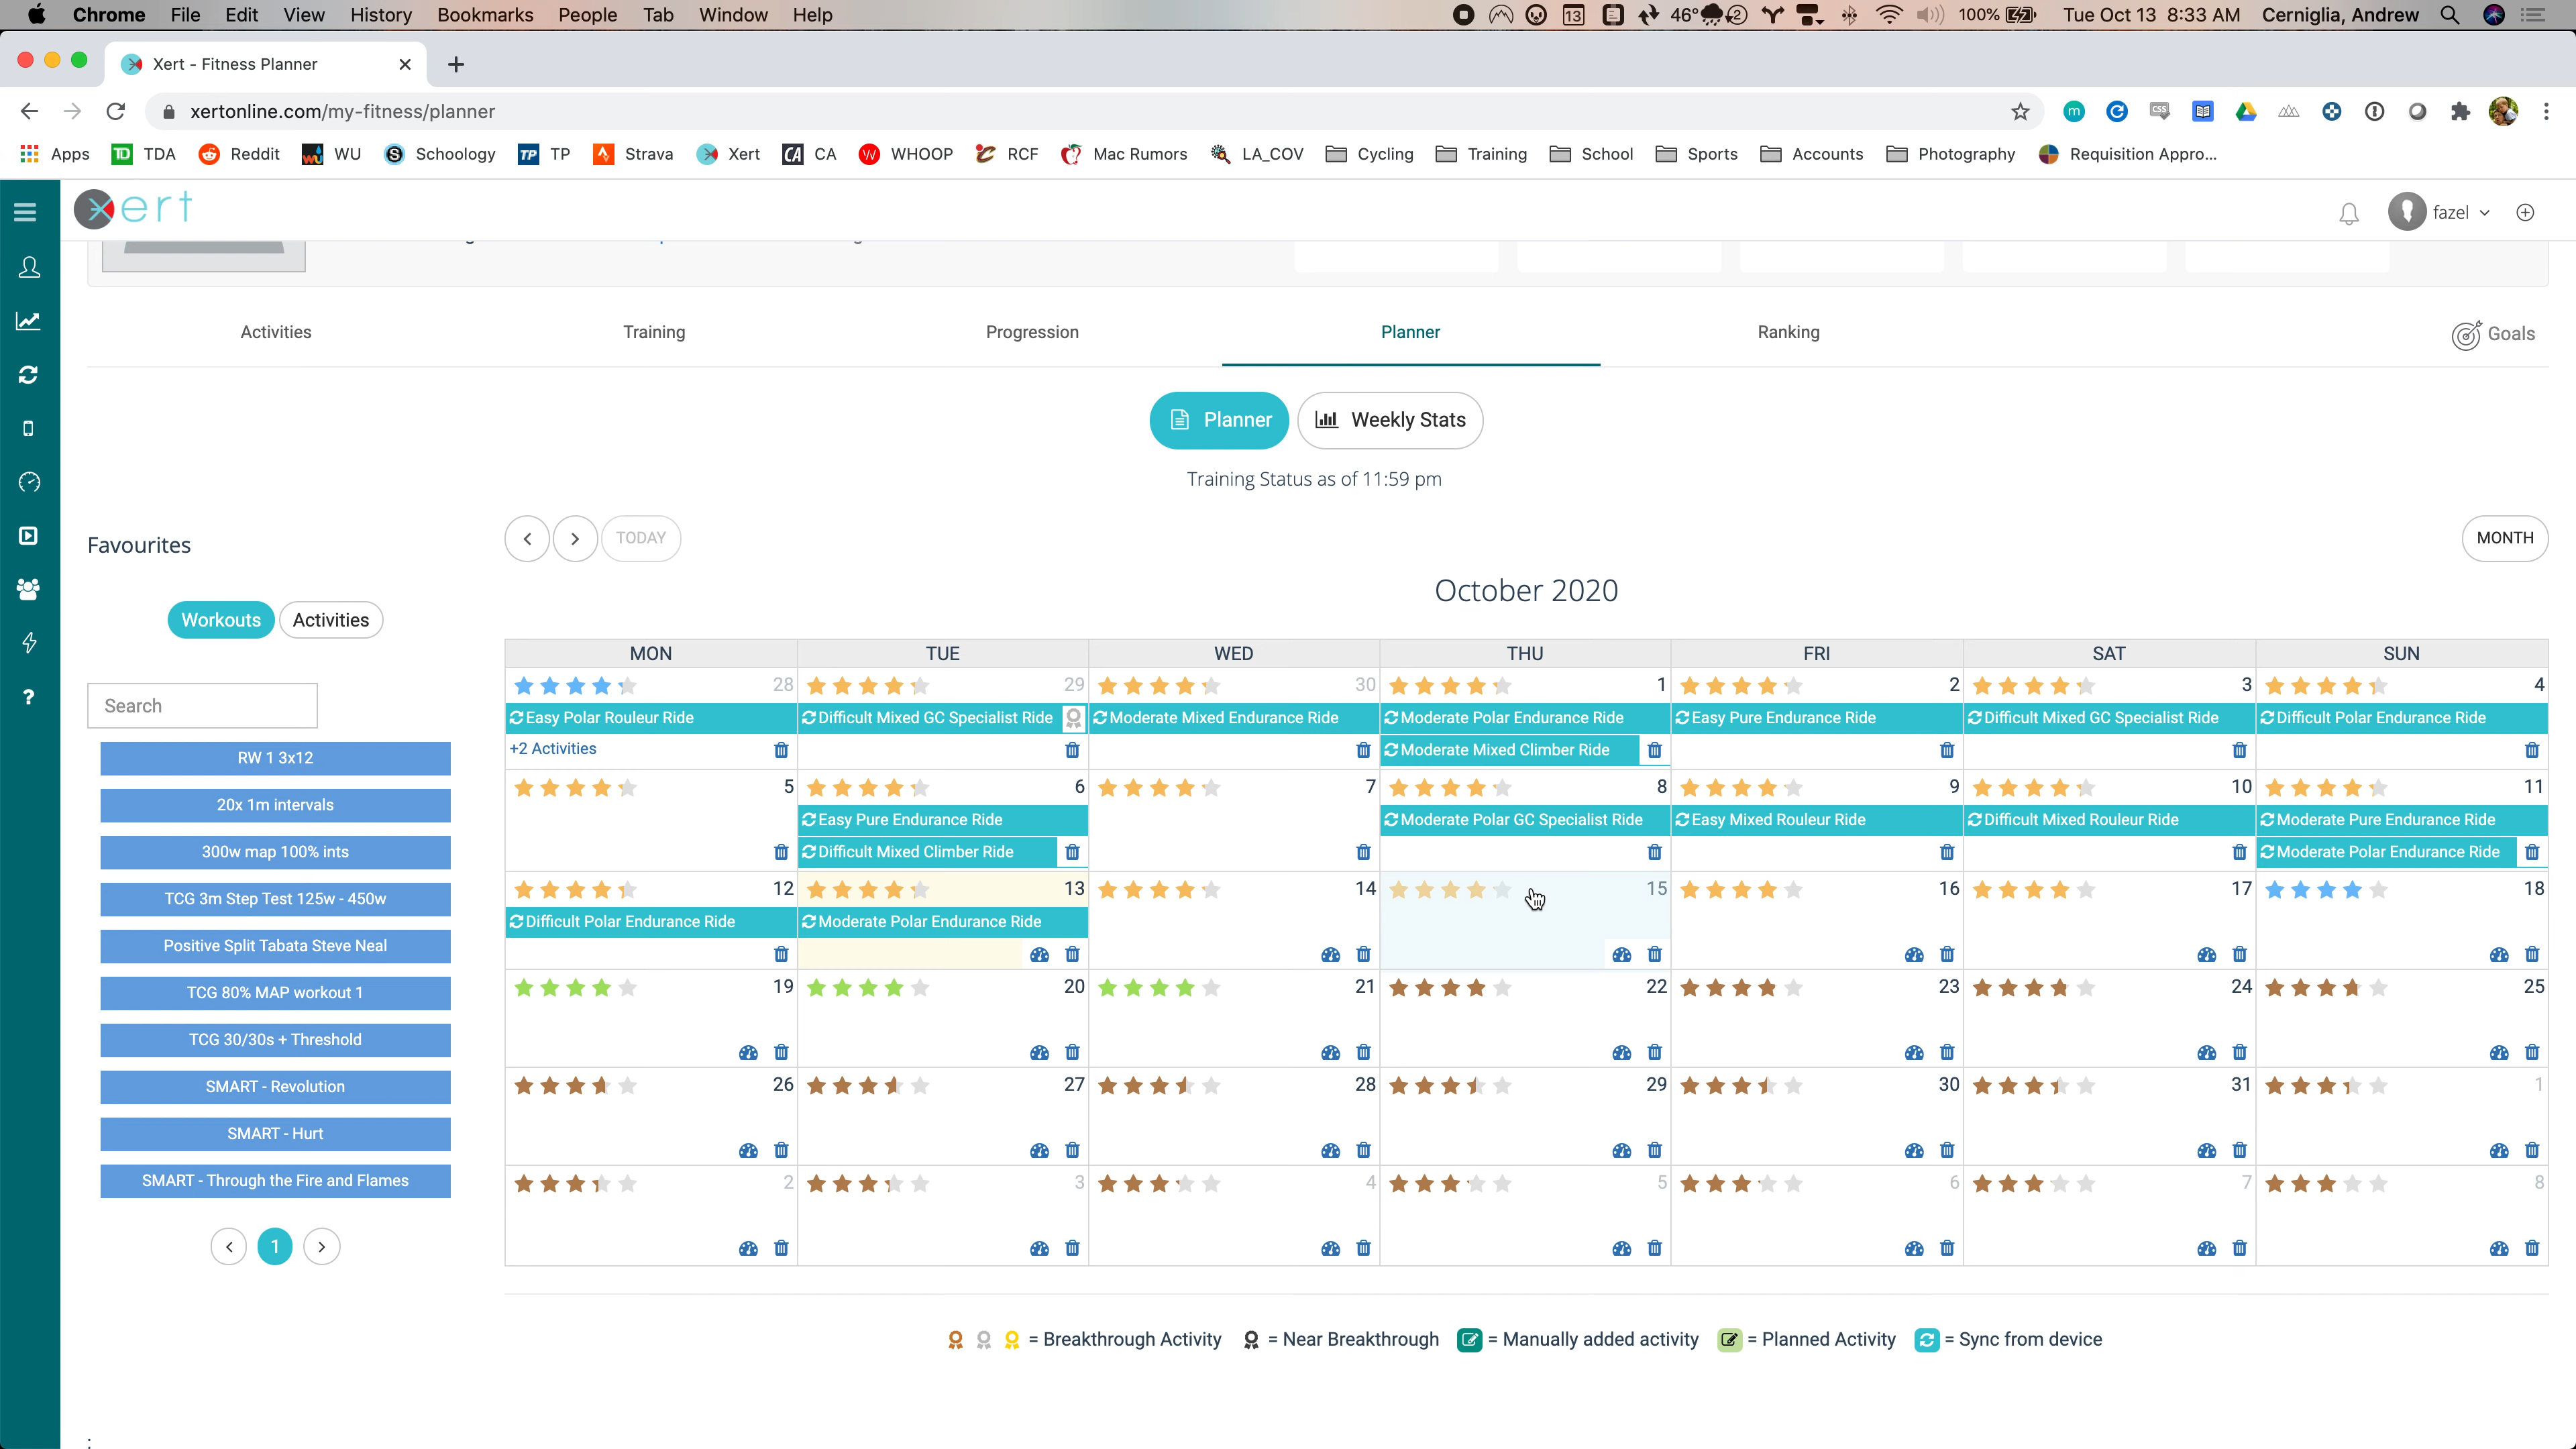 Chrome File Edit View History Bookmarks People Tab Window Help 13 46° 2 100% Tue Oct 13 8:33 AM Cerniglia, Andrew
Xert - Fitness Planner
xertonline.com/my-fitness/planner
Apps TDA Reddit WU Schoology TP Strava Xert CA WHOOP RCF Mac Rumors LA_COV Cycling Training School Sports Accounts Photography Requisition Appro...
xert fazel
Activities Training Progression Planner Ranking Goals
Planner Weekly Stats
Training Status as of 11:59 pm
Favourites
TODAY MONTH
October 2020
Workouts Activities
Search
RW 1 3x12
20x 1m intervals
300w map 100% ints
TCG 3m Step Test 125w - 450w
Positive Split Tabata Steve Neal
TCG 80% MAP workout 1
TCG 30/30s + Threshold
SMART - Revolution
SMART - Hurt
SMART - Through the Fire and Flames
1
MON TUE WED THU FRI SAT SUN
28 29 30 1 2 3 4
Easy Polar Rouleur Ride Difficult Mixed GC Specialist Ride Moderate Mixed Endurance Ride Moderate Polar Endurance Ride Easy Pure Endurance Ride Difficult Mixed GC Specialist Ride Difficult Polar Endurance Ride
+2 Activities Moderate Mixed Climber Ride
5 6 7 8 9 10 11
Easy Pure Endurance Ride Moderate Polar GC Specialist Ride Easy Mixed Rouleur Ride Difficult Mixed Rouleur Ride Moderate Pure Endurance Ride
Difficult Mixed Climber Ride Moderate Polar Endurance Ride
12 13 14 15 16 17 18
Difficult Polar Endurance Ride Moderate Polar Endurance Ride
19 20 21 22 23 24 25
26 27 28 29 30 31 1
2 3 4 5 6 7 8
= Breakthrough Activity = Near Breakthrough = Manually added activity = Planned Activity = Sync from device